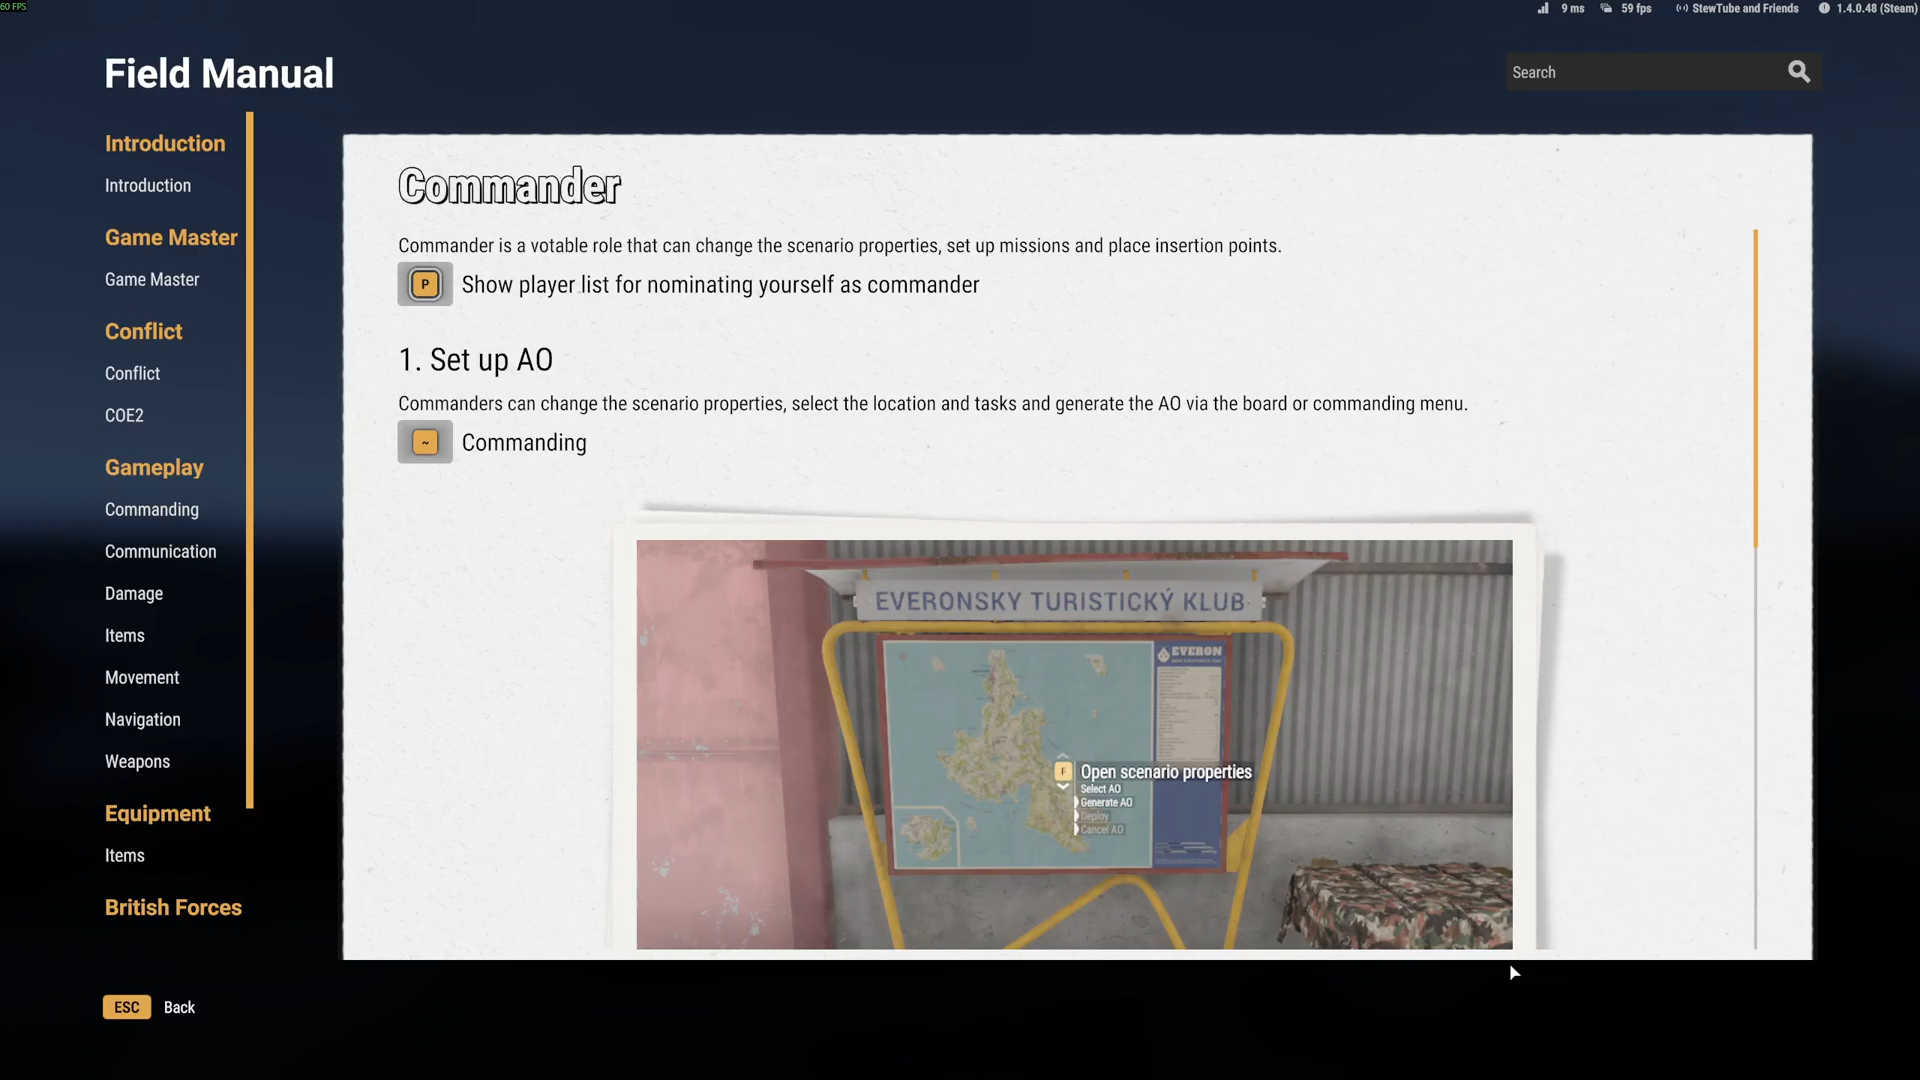 60 FPS
9 ms 59 fps StewTube and Friends 1.4.0.48 (Steam)
Field Manual
Search
Introduction
Introduction
Game Master
Game Master
Conflict
Conflict
COE2
Gameplay
Commanding
Communication
Damage
Items
Movement
Navigation
Weapons
Equipment
Items
British Forces
Commander
Commander is a votable role that can change the scenario properties, set up missions and place insertion points.
P Show player list for nominating yourself as commander
1. Set up AO
Commanders can change the scenario properties, select the location and tasks and generate the AO via the board or commanding menu.
~ Commanding
EVERONSKY TURISTICKÝ KLUB
EVERON
F Open scenario properties
Select AO
Generate AO
Deploy
Cancel AO
ESC Back